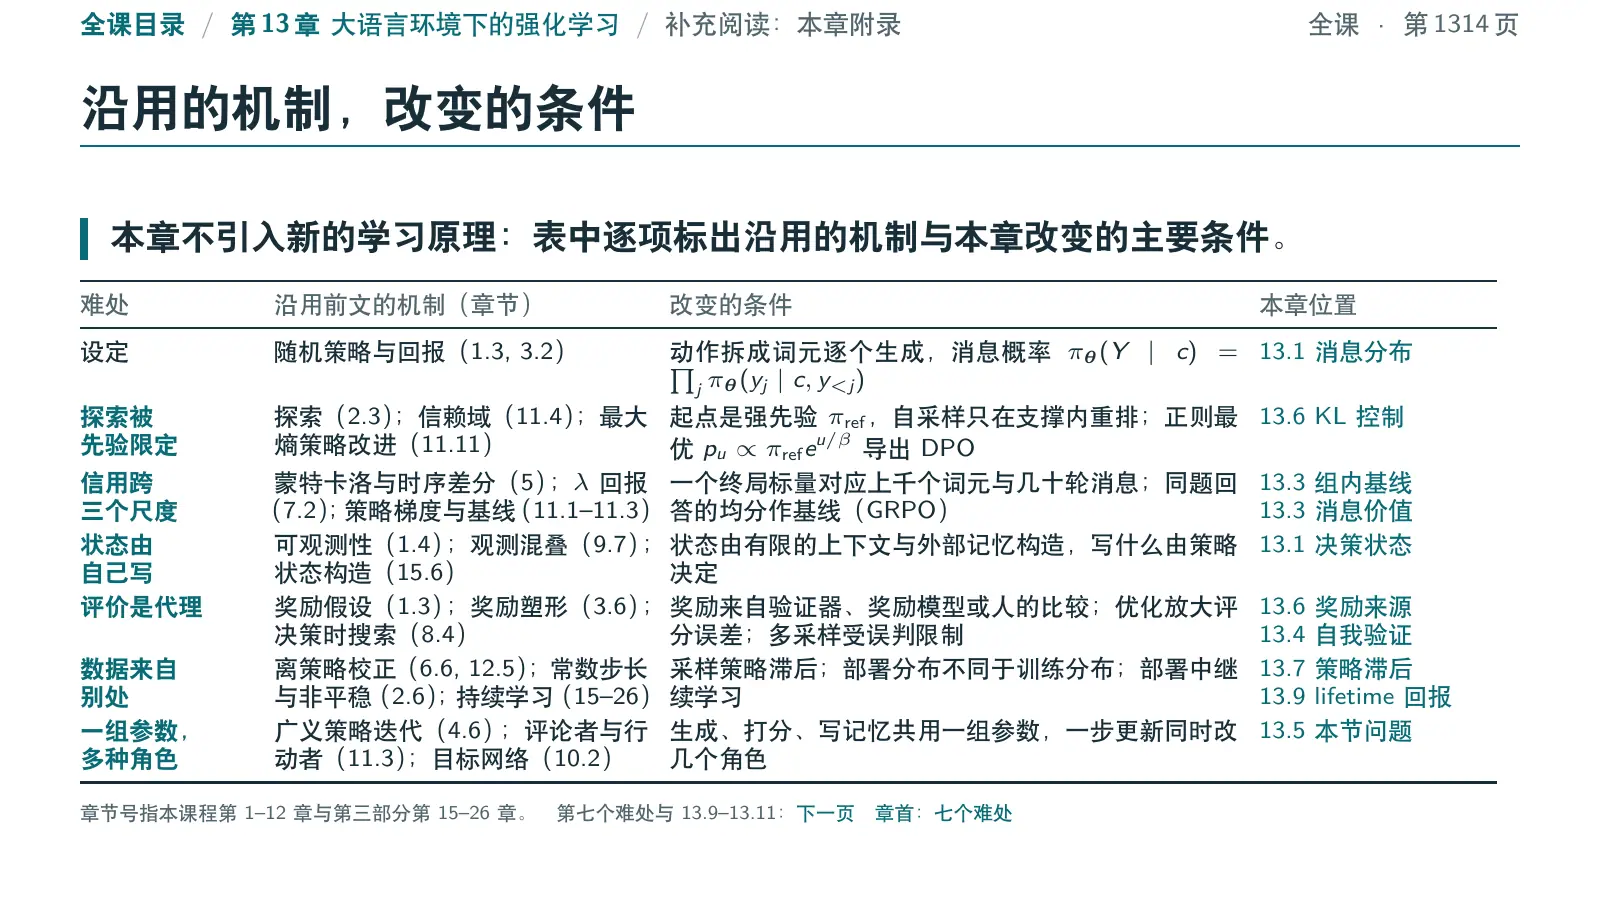 全课目录 / 第 13 章 大语言环境下的强化学习 / 补充阅读：本章附录
全课 · 第 1314 页
沿用的机制，改变的条件
本章不引入新的学习原理：表中逐项标出沿用的机制与本章改变的主要条件。
难处 沿用前文的机制（章节） 改变的条件 本章位置
设定 随机策略与回报（1.3, 3.2） 动作拆成词元逐个生成，消息概率 π_θ(Y | c) = 13.1 消息分布
∏_j π_θ(y_j | c, y_{<j})
探索被 探索（2.3）；信赖域（11.4）；最大 起点是强先验 π_ref，自采样只在支撑内重排；正则最 13.6 KL 控制
先验限定 熵策略改进（11.11） 优 p_u ∝ π_ref e^{u/β} 导出 DPO
信用跨 蒙特卡洛与时序差分（5）；λ 回报 一个终局标量对应上千个词元与几十轮消息；同题回 13.3 组内基线
三个尺度 (7.2)；策略梯度与基线（11.1–11.3） 答的均分作基线（GRPO） 13.3 消息价值
状态由 可观测性（1.4）；观测混叠（9.7）； 状态由有限的上下文与外部记忆构造，写什么由策略 13.1 决策状态
自己写 状态构造（15.6） 决定
评价是代理 奖励假设（1.3）；奖励塑形（3.6）； 奖励来自验证器、奖励模型或人的比较；优化放大评 13.6 奖励来源
决策时搜索（8.4） 分误差；多采样受误判限制 13.4 自我验证
数据来自 离策略校正（6.6, 12.5）；常数步长 采样策略滞后；部署分布不同于训练分布；部署中继 13.7 策略滞后
别处 与非平稳（2.6）；持续学习（15–26） 续学习 13.9 lifetime 回报
一组参数， 广义策略迭代（4.6）；评论者与行 生成、打分、写记忆共用一组参数，一步更新同时改 13.5 本节问题
多种角色 动者（11.3）；目标网络（10.2） 几个角色
章节号指本课程第 1–12 章与第三部分第 15–26 章。 第七个难处与 13.9–13.11：下一页 章首：七个难处